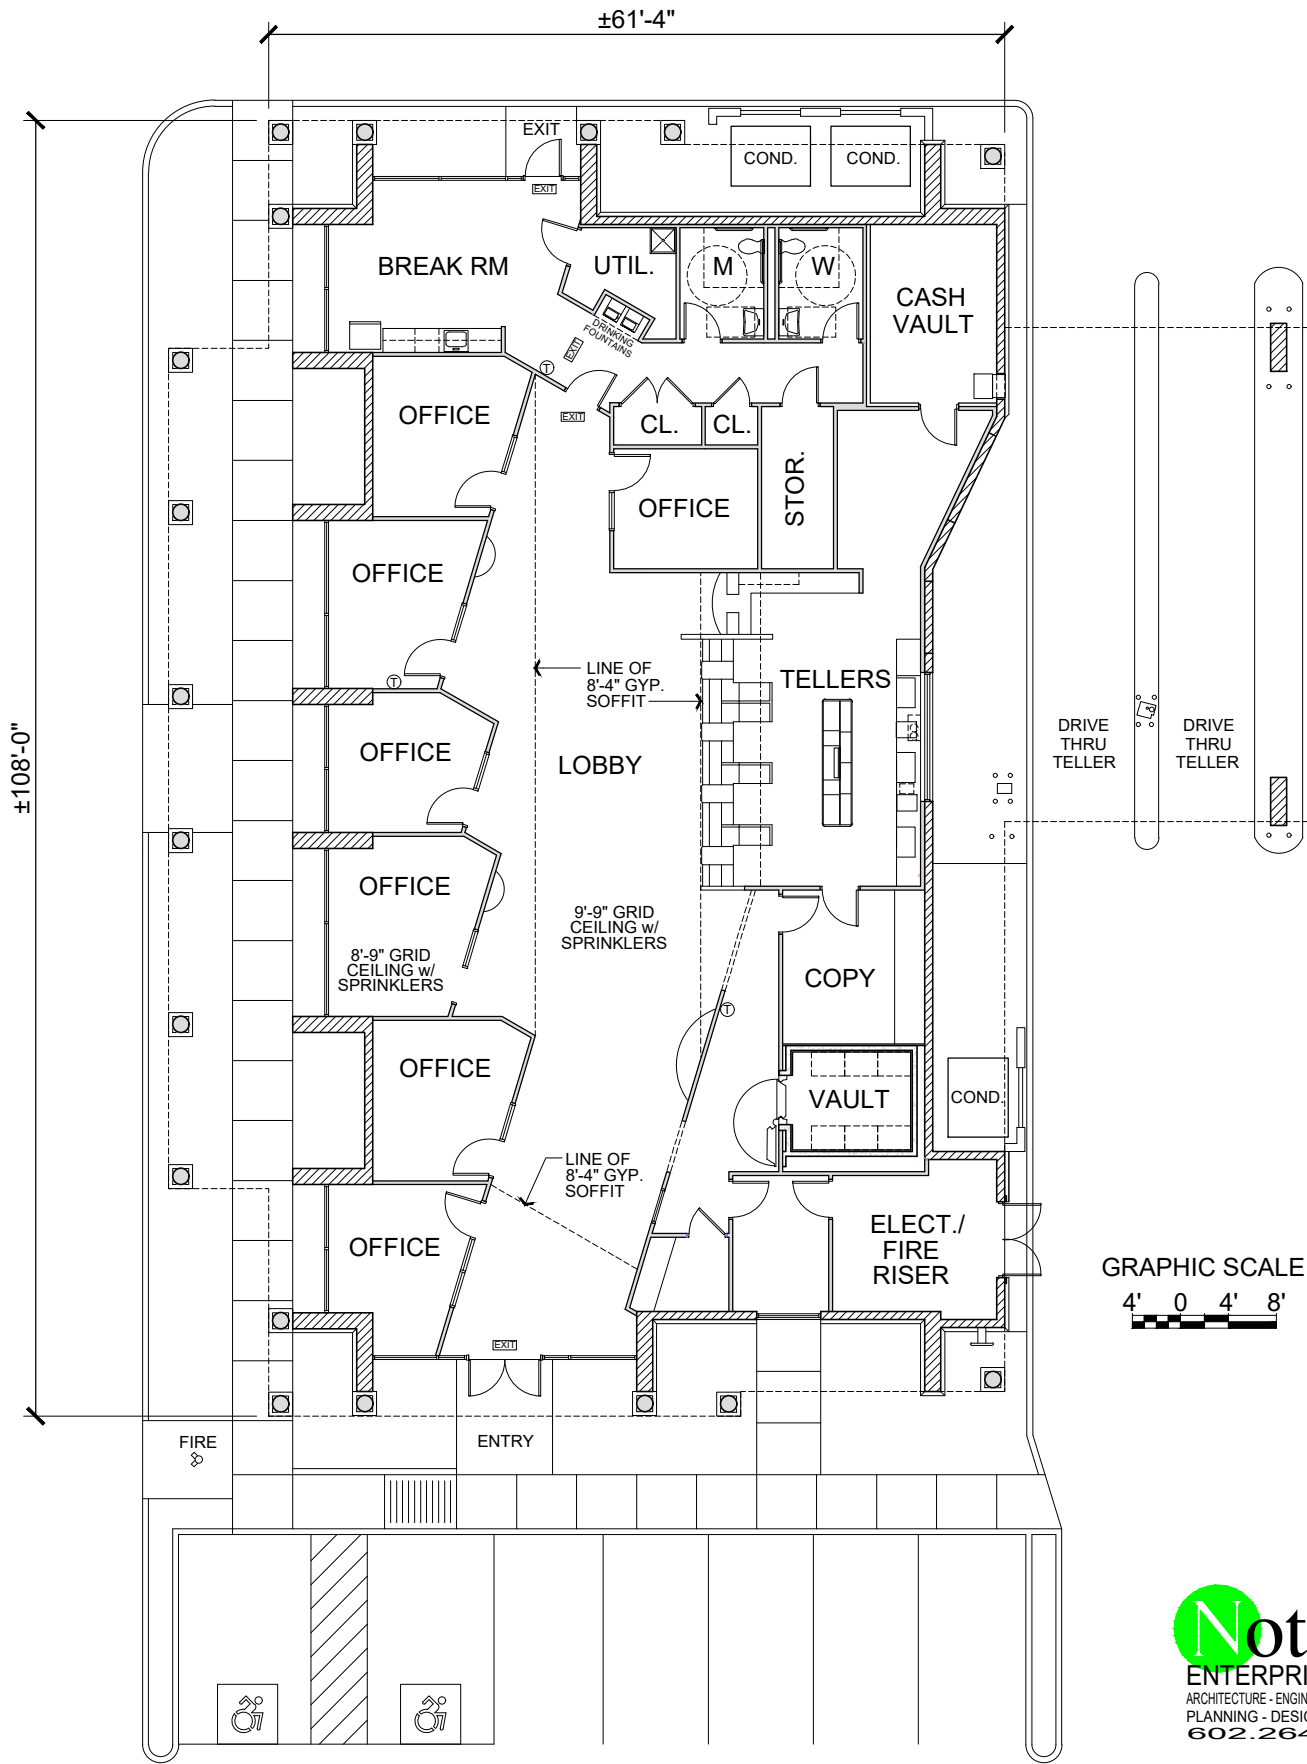 ±61'-4"
±108'-0"
EXIT
EXIT
COND.
COND.
BREAK RM
UTIL.
M
W
CASH
VAULT
DRINKING
FOUNTAINS
EXIT
T
EXIT
OFFICE
CL.
CL.
OFFICE
STOR.
OFFICE
T
LINE OF
8'-4" GYP.
SOFFIT
TELLERS
OFFICE
LOBBY
DRIVE
THRU
TELLER
DRIVE
THRU
TELLER
OFFICE
9'-9" GRID
CEILING w/
SPRINKLERS
8'-9" GRID
CEILING w/
SPRINKLERS
COPY
T
OFFICE
VAULT
COND.
LINE OF
8'-4" GYP.
SOFFIT
OFFICE
ELECT./
FIRE
RISER
GRAPHIC SCALE
4' 0 4' 8'
EXIT
FIRE
ENTRY
Not
ENTERPRI
ARCHITECTURE - ENGIN
PLANNING - DESIG
602.264